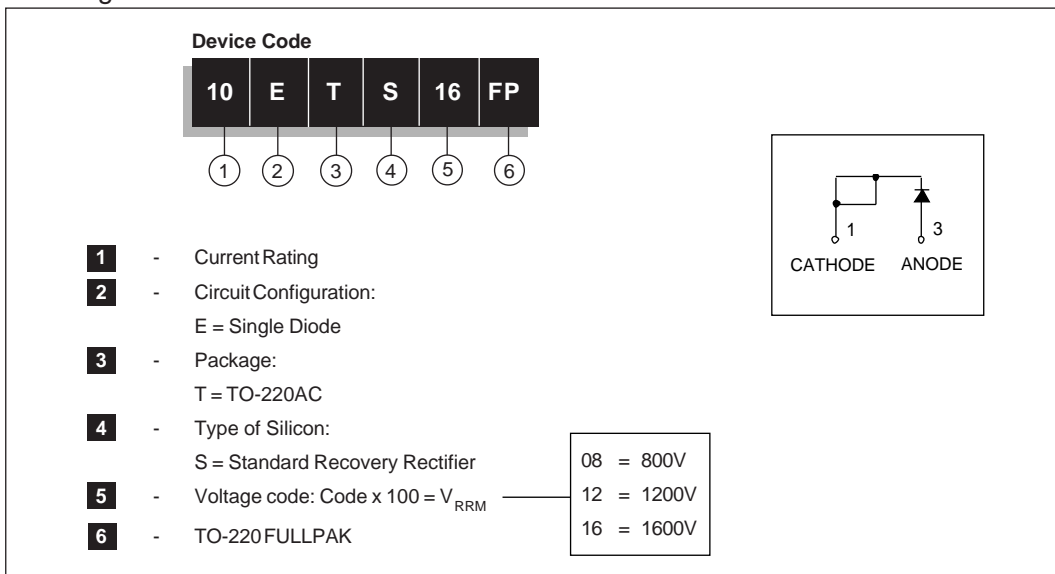 Device Code
10 E T S 16 FP
1 2 3 4 5 6
1 - Current Rating
2 - Circuit Configuration:
E = Single Diode
3 - Package:
T = TO-220AC
4 - Type of Silicon:
S = Standard Recovery Rectifier
5 - Voltage code: Code x 100 = VRRM
6 - TO-220 FULLPAK
08 = 800V
12 = 1200V
16 = 1600V
1 3
CATHODE ANODE